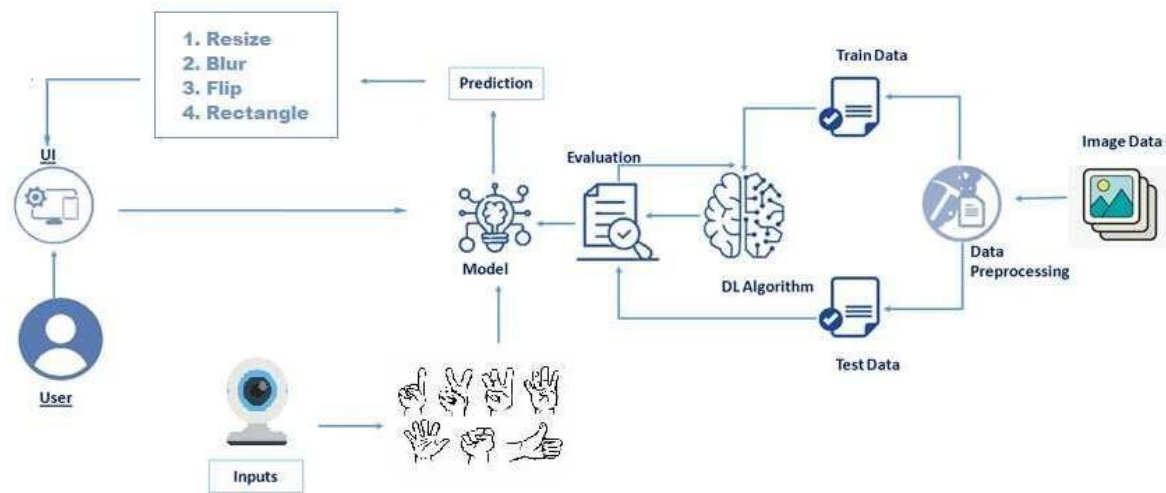 1. Resize
2. Blur
3. Flip
4. Rectangle
Prediction
Train Data
Image Data
UI
Evaluation
Model
DL Algorithm
Data
Preprocessing
Test Data
User
Inputs